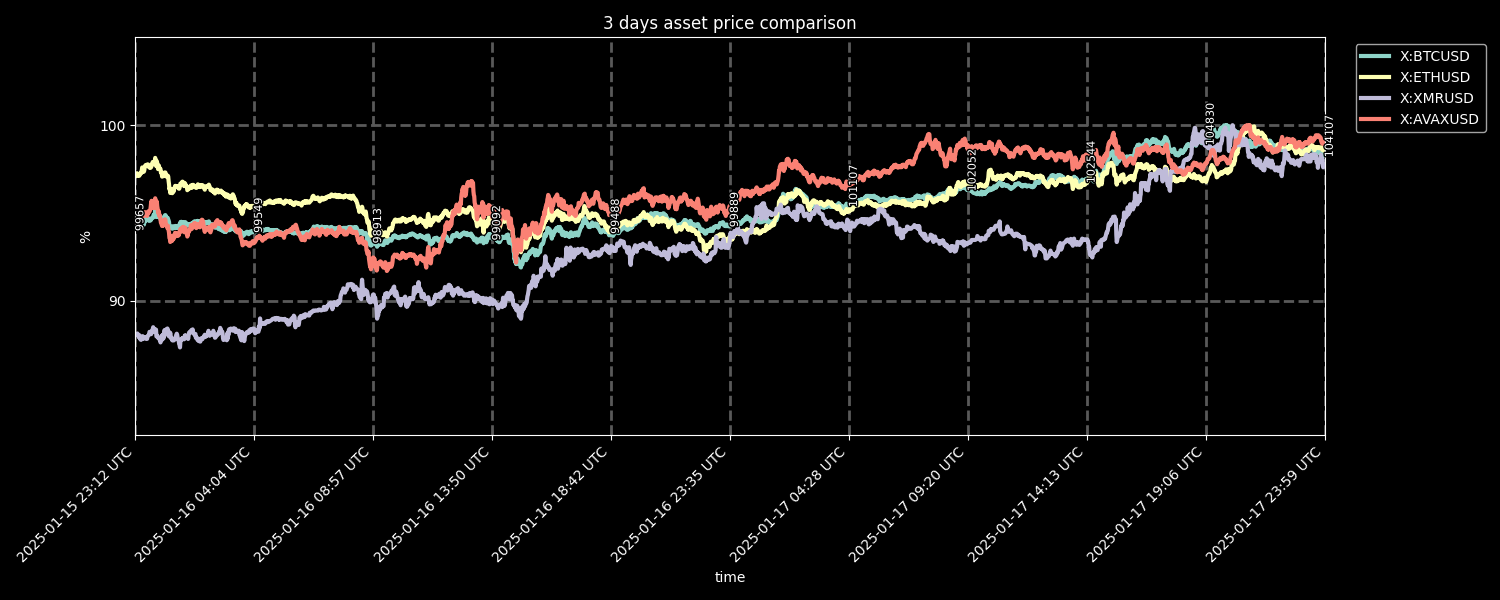 3 days asset price comparison
X:BTCUSD
X:ETHUSD
X:XMRUSD
X:AVAXUSD
100
90
%
99657
99549
98913
99092
99488
99889
101107
102052
102544
104830
104107
2025-01-15 23:12 UTC
2025-01-16 04:04 UTC
2025-01-16 08:57 UTC
2025-01-16 13:50 UTC
2025-01-16 18:42 UTC
2025-01-16 23:35 UTC
2025-01-17 04:28 UTC
2025-01-17 09:20 UTC
2025-01-17 14:13 UTC
2025-01-17 19:06 UTC
2025-01-17 23:59 UTC
time